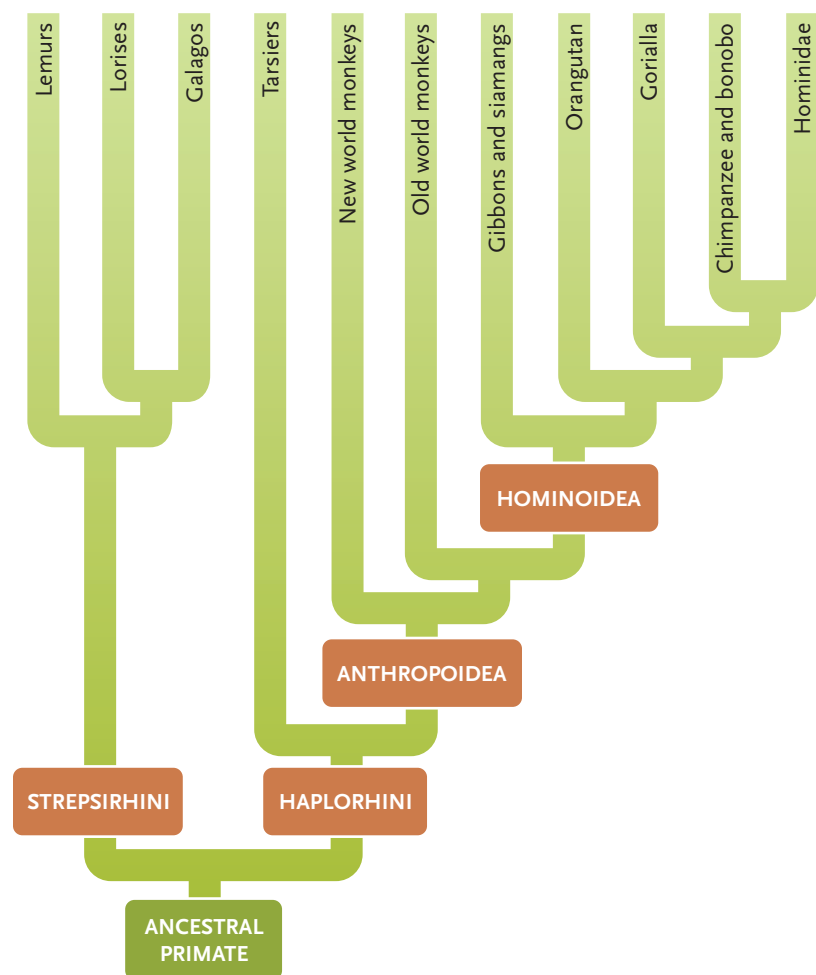 Lemurs
Lorises
Galagos
Tarsiers
New world monkeys
Old world monkeys
Gibbons and siamangs
Orangutan
Gorialla
Chimpanzee and bonobo
Hominidae
HOMINOIDEA
ANTHROPOIDEA
STREPSIRHINI
HAPLORHINI
ANCESTRAL
PRIMATE